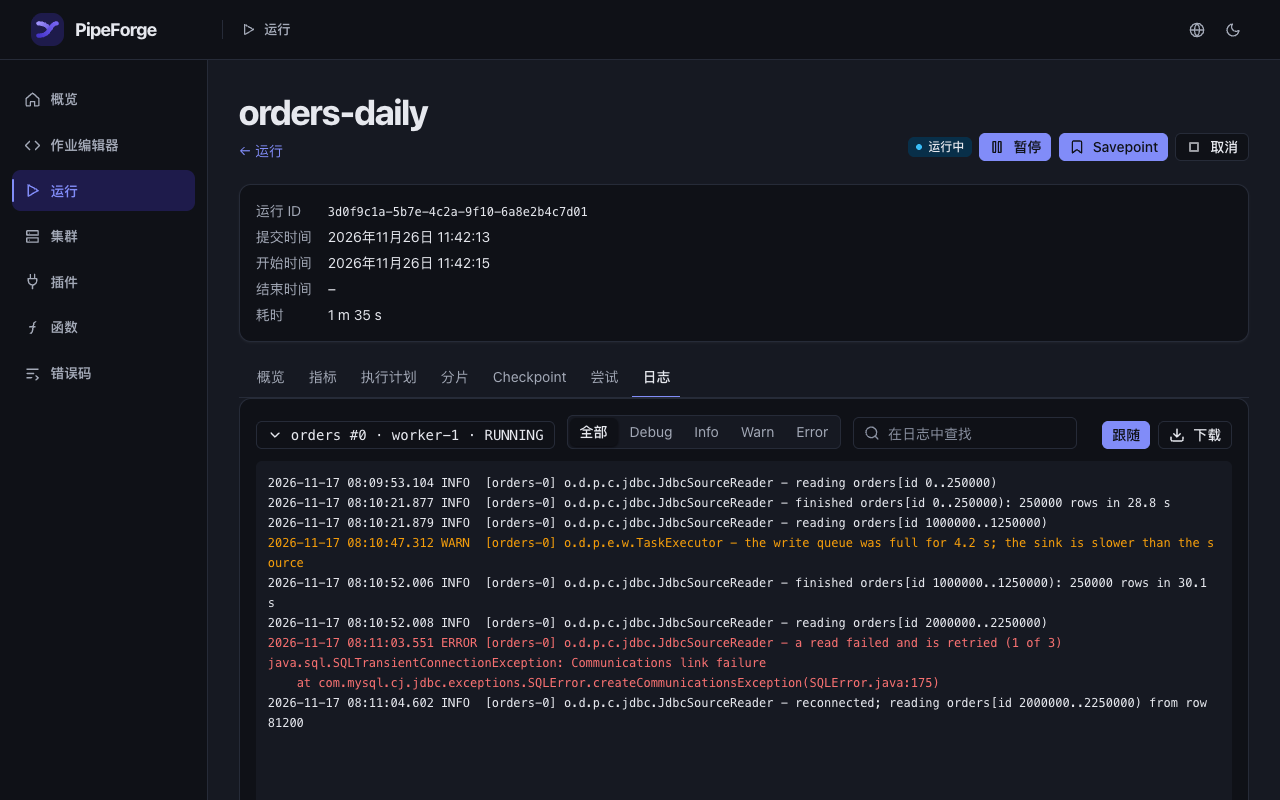 PipeForge
运行
概览
作业编辑器
运行
集群
插件
函数
错误码
orders-daily
← 运行
运行中
暂停
Savepoint
取消
运行 ID 3d0f9c1a-5b7e-4c2a-9f10-6a8e2b4c7d01
提交时间 2026年11月26日 11:42:13
开始时间 2026年11月26日 11:42:15
结束时间 –
耗时 1 m 35 s
概览 指标 执行计划 分片 Checkpoint 尝试 日志
orders #0 · worker-1 · RUNNING
全部 Debug Info Warn Error
在日志中查找
跟随
下载
2026-11-17 08:09:53.104 INFO  [orders-0] o.d.p.c.jdbc.JdbcSourceReader - reading orders[id 0..250000)
2026-11-17 08:10:21.877 INFO  [orders-0] o.d.p.c.jdbc.JdbcSourceReader - finished orders[id 0..250000): 250000 rows in 28.8 s
2026-11-17 08:10:21.879 INFO  [orders-0] o.d.p.c.jdbc.JdbcSourceReader - reading orders[id 1000000..1250000)
2026-11-17 08:10:47.312 WARN  [orders-0] o.d.p.e.w.TaskExecutor - the write queue was full for 4.2 s; the sink is slower than the s
ource
2026-11-17 08:10:52.006 INFO  [orders-0] o.d.p.c.jdbc.JdbcSourceReader - finished orders[id 1000000..1250000): 250000 rows in 30.1
s
2026-11-17 08:10:52.008 INFO  [orders-0] o.d.p.c.jdbc.JdbcSourceReader - reading orders[id 2000000..2250000)
2026-11-17 08:11:03.551 ERROR [orders-0] o.d.p.c.jdbc.JdbcSourceReader - a read failed and is retried (1 of 3)
java.sql.SQLTransientConnectionException: Communications link failure
    at com.mysql.cj.jdbc.exceptions.SQLError.createCommunicationsException(SQLError.java:175)
2026-11-17 08:11:04.602 INFO  [orders-0] o.d.p.c.jdbc.JdbcSourceReader - reconnected; reading orders[id 2000000..2250000) from row
81200